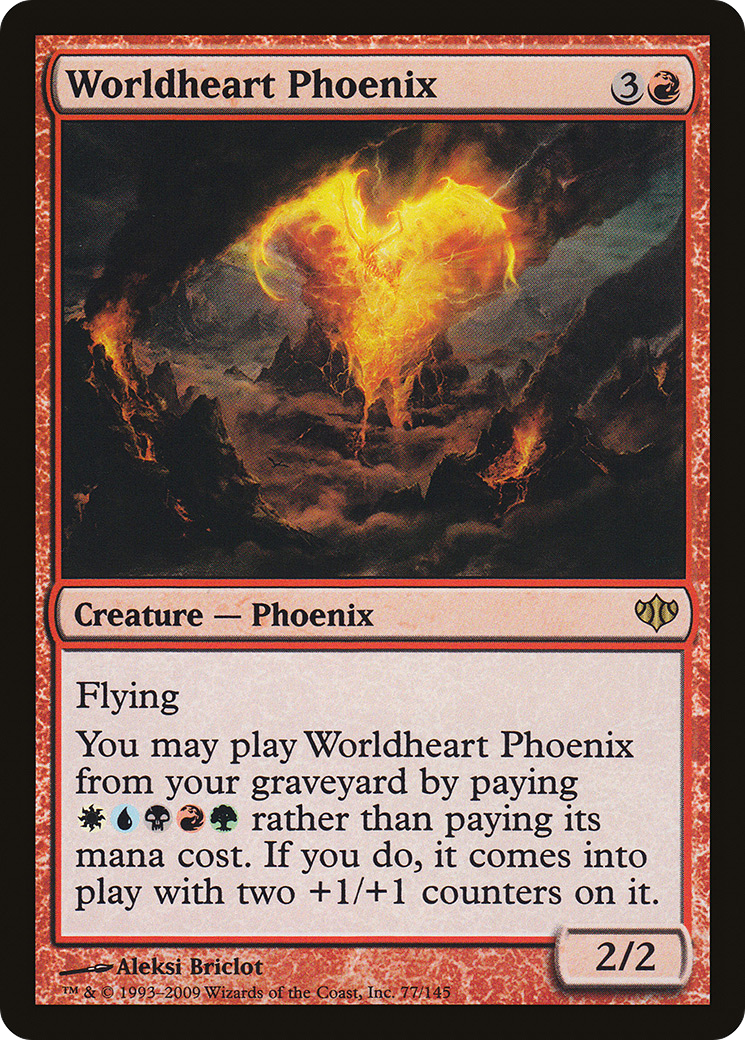 Worldheart Phoenix 3
Creature — Phoenix
Flying
You may play Worldheart Phoenix
from your graveyard by paying
rather than paying its
mana cost. If you do, it comes into
play with two +1/+1 counters on it.
2/2
Aleksi Briclot
™ & © 1993–2009 Wizards of the Coast, Inc. 77/145